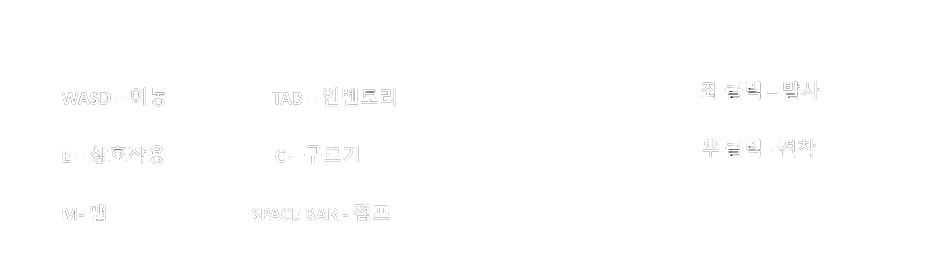 WASD – 이동
TAB – 인벤토리
좌 클릭 – 발사
E – 상호작용
C – 구르기
우 클릭 - 견착
M- 맵
SPACE BAR - 점프